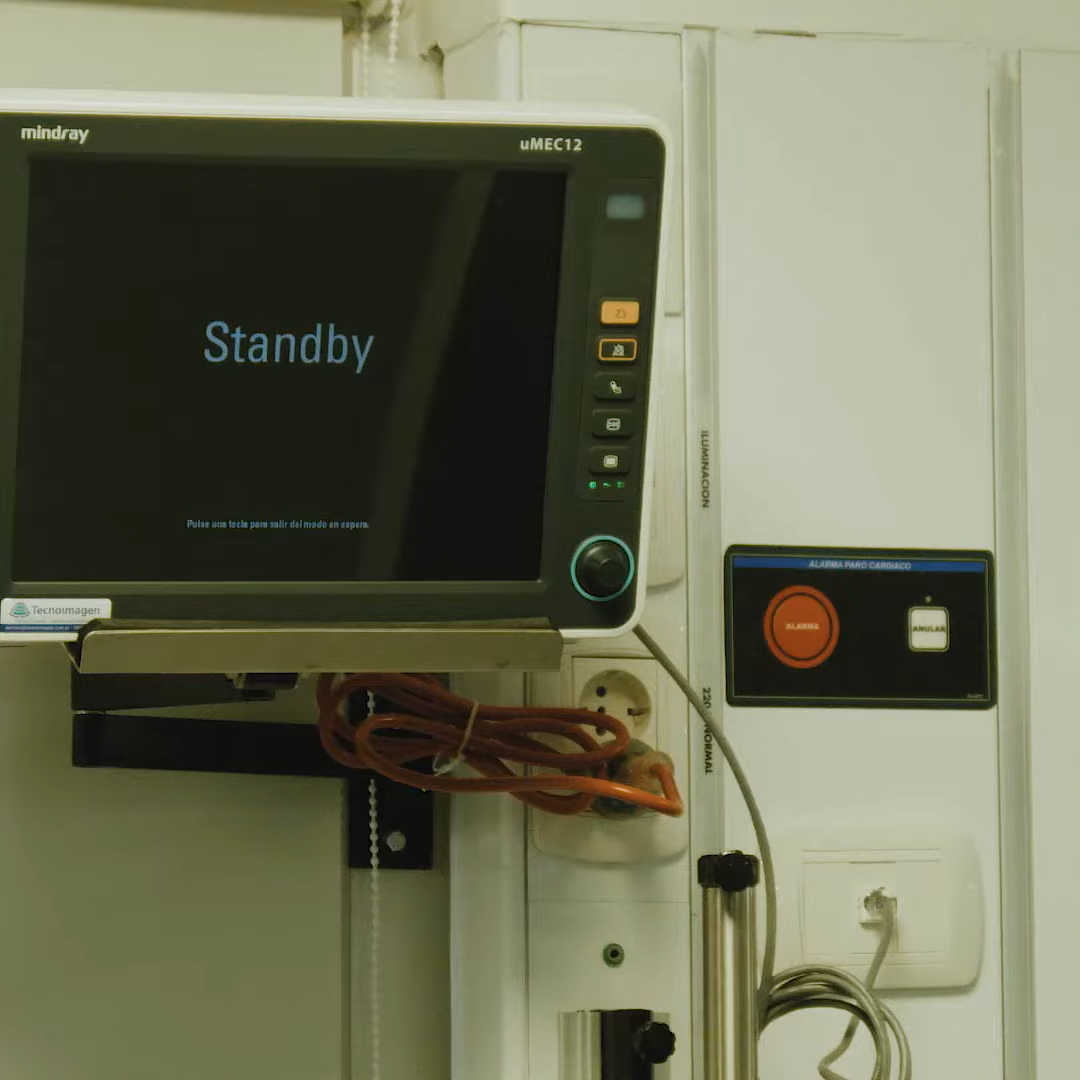 mindray
uMEC12
Standby
Pulse una tecla para salir del modo en espera.
Tecnoimagen
ILUMINACION
ALARMA PARO CARDIACO
ALARMA
ANULAR
220
NORMAL